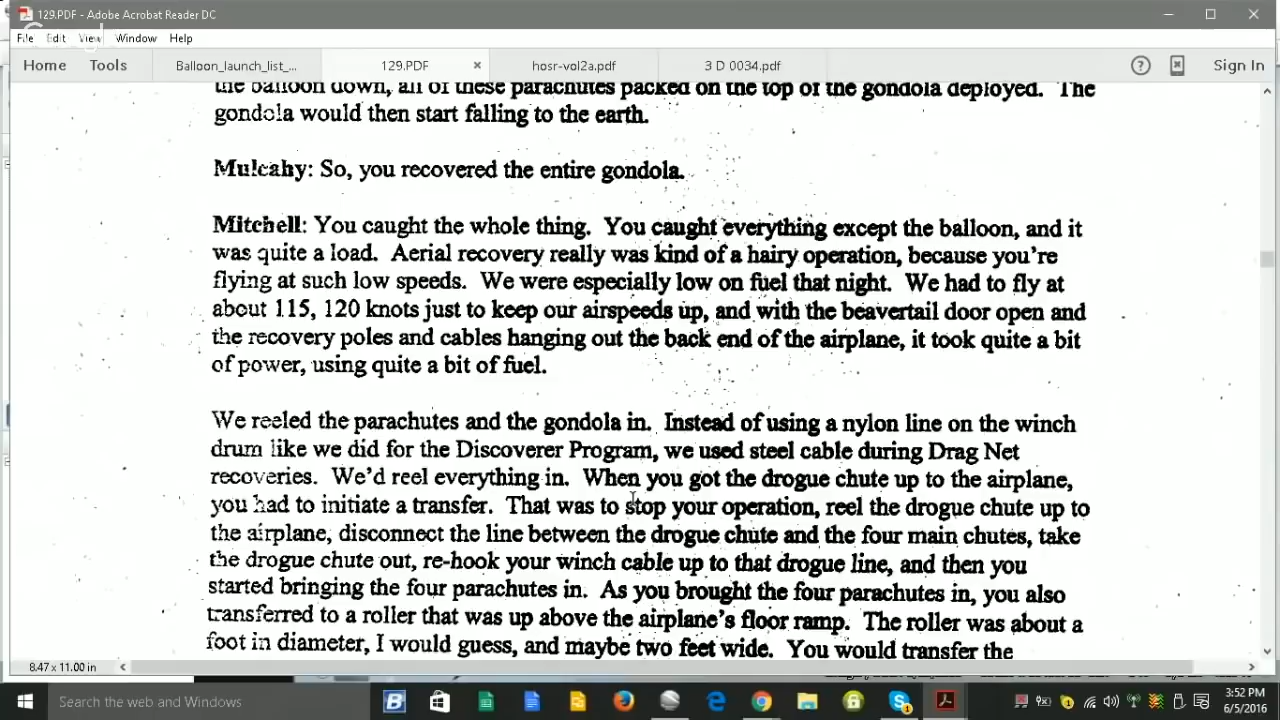 129.PDF - Adobe Acrobat Reader DC
Google
File Edit View Window Help
Home Tools Balloon_launch_list_... 129.PDF × hosr-vol2a.pdf 3 D 0034.pdf Sign In
the balloon down, all of these parachutes packed on the top of the gondola deployed. The
gondola would then start falling to the earth.
Mulcahy: So, you recovered the entire gondola.
Mitchell: You caught the whole thing. You caught everything except the balloon, and it
was quite a load. Aerial recovery really was kind of a hairy operation, because you're
flying at such low speeds. We were especially low on fuel that night. We had to fly at
about 115, 120 knots just to keep our airspeeds up, and with the beavertail door open and
the recovery poles and cables hanging out the back end of the airplane, it took quite a bit
of power, using quite a bit of fuel.
We reeled the parachutes and the gondola in. Instead of using a nylon line on the winch
drum like we did for the Discoverer Program, we used steel cable during Drag Net
recoveries. We'd reel everything in. When you got the drogue chute up to the airplane,
you had to initiate a transfer. That was to stop your operation, reel the drogue chute up to
the airplane, disconnect the line between the drogue chute and the four main chutes, take
the drogue chute out, re-hook your winch cable up to that drogue line, and then you
started bringing the four parachutes in. As you brought the four parachutes in, you also
transferred to a roller that was up above the airplane's floor ramp. The roller was about a
foot in diameter, I would guess, and maybe two feet wide. You would transfer the
8.47 x 11.00 in
Search the web and Windows
3:52 PM
6/5/2016